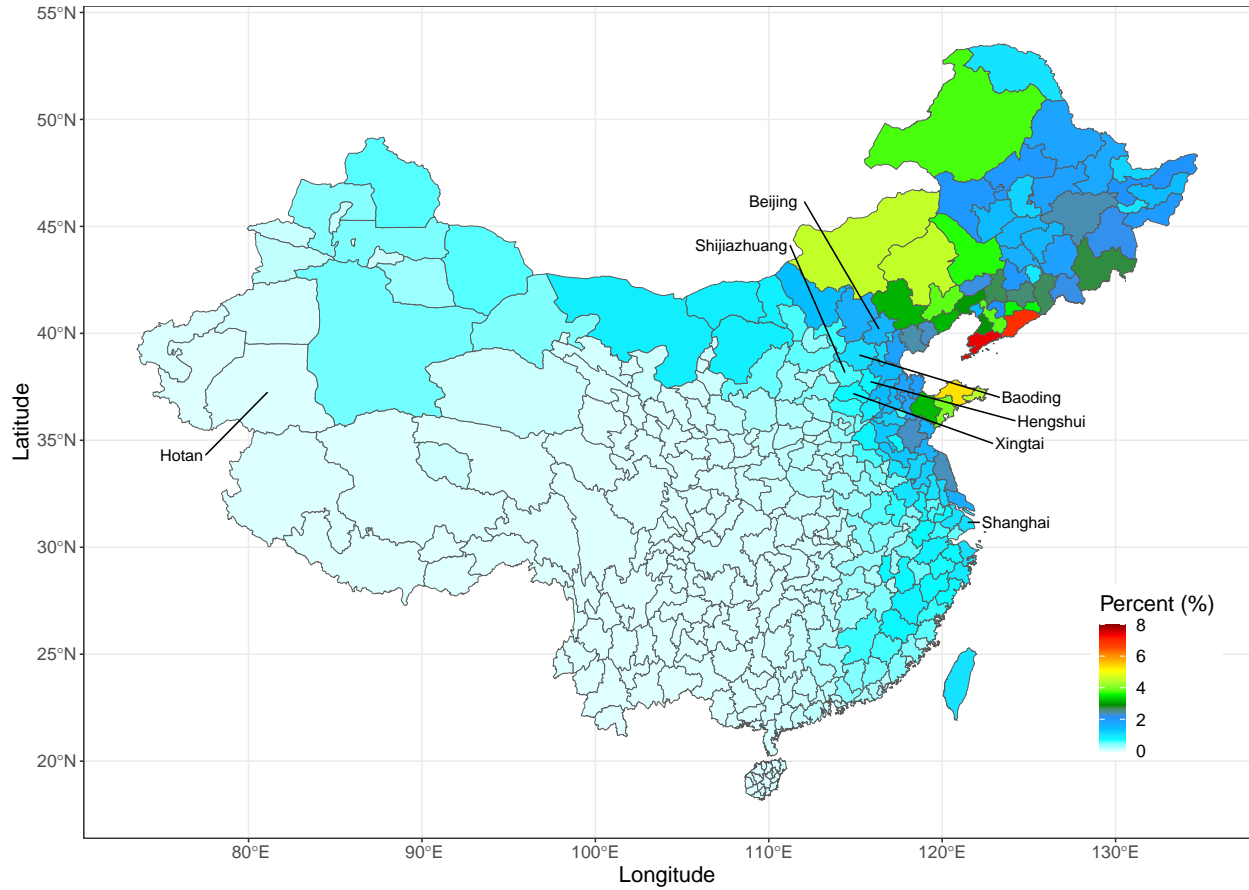 55°N
50°N
45°N
40°N
35°N
30°N
25°N
20°N
Latitude
Beijing
Shijiazhuang
Hotan
Baoding
Hengshui
Xingtai
Shanghai
Percent (%)
8
6
4
2
0
80°E
90°E
100°E
110°E
120°E
130°E
Longitude